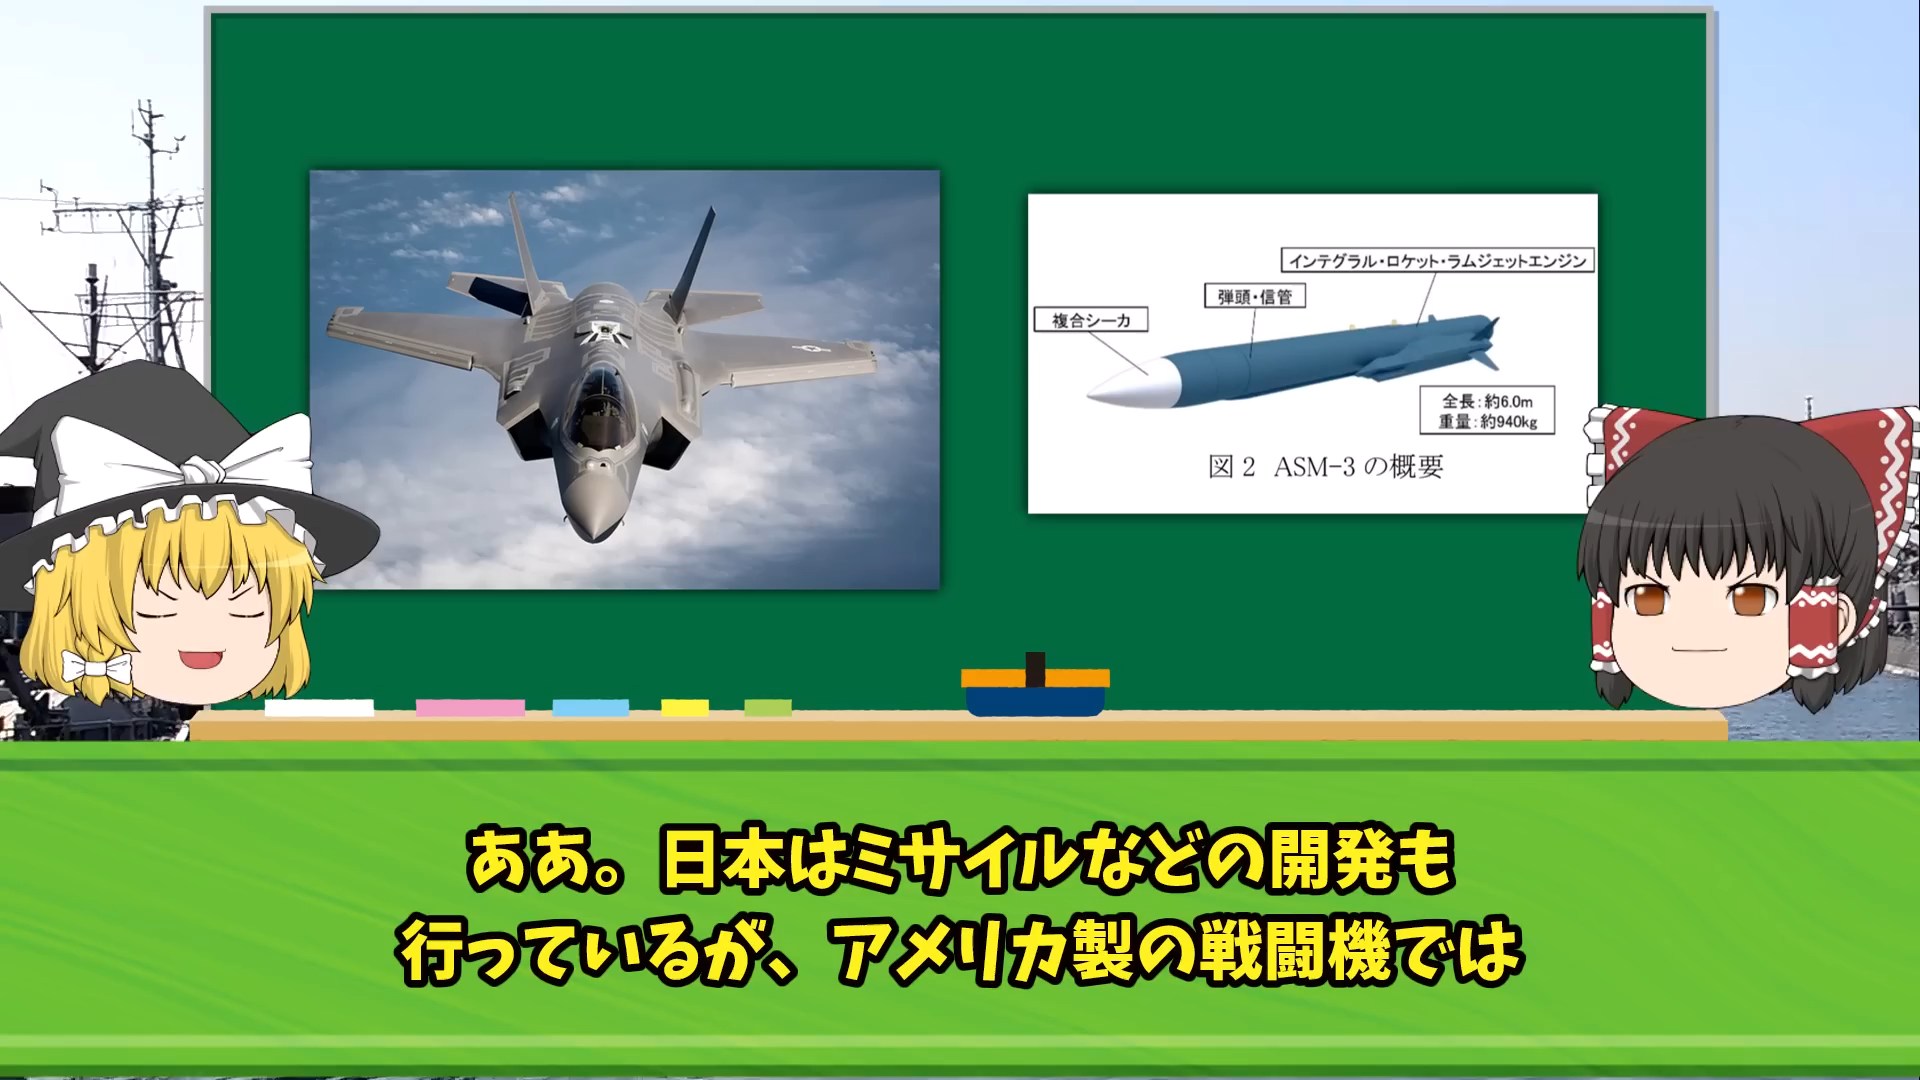 インテグラル・ロケット・ラムジェットエンジン
弾頭・信管
複合シーカ
全長:約6.0m
重量:約940kg
図2 ASM-3の概要
ああ。日本はミサイルなどの開発も
行っているが、アメリカ製の戦闘機では